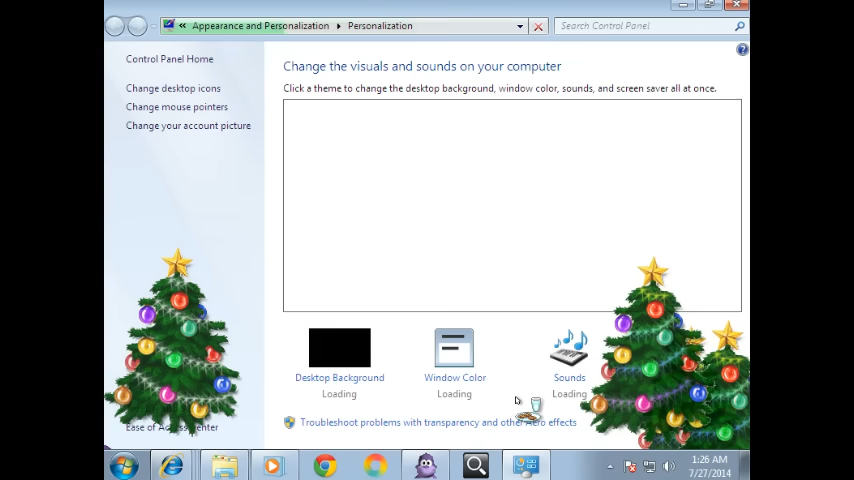 « Appearance and Personalization ▸ Personalization
Search Control Panel
Control Panel Home
Change desktop icons
Change mouse pointers
Change your account picture
Change the visuals and sounds on your computer
Click a theme to change the desktop background, window color, sounds, and screen saver all at once.
Desktop Background
Loading
Window Color
Loading
Sounds
Loading
Troubleshoot problems with transparency and other Aero effects
Ease of Access Center
1:26 AM
7/27/2014